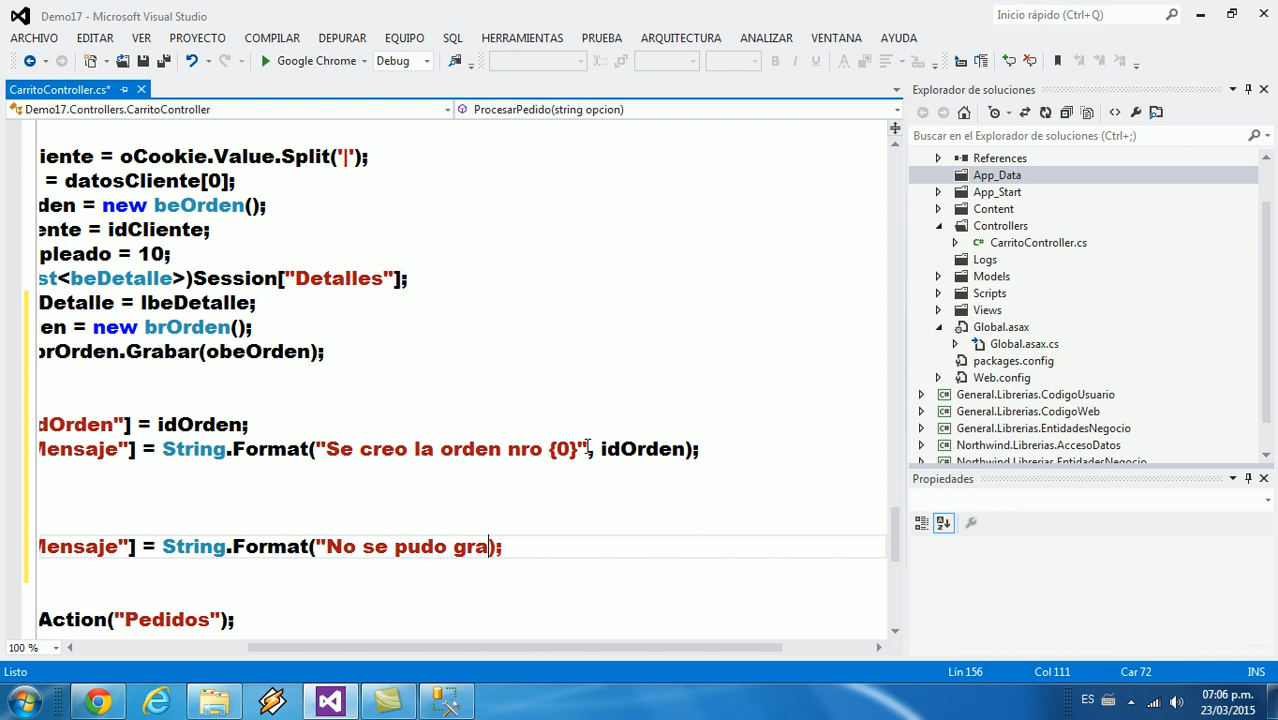 Demo17 - Microsoft Visual Studio
Inicio rápido (Ctrl+Q)
ARCHIVO EDITAR VER PROYECTO COMPILAR DEPURAR EQUIPO SQL HERRAMIENTAS PRUEBA ARQUITECTURA ANALIZAR VENTANA AYUDA
Google Chrome Debug
CarritoController.cs*
Demo17.Controllers.CarritoController
ProcesarPedido(string opcion)
iente = oCookie.Value.Split('|');
= datosCliente[0];
den = new beOrden();
ente = idCliente;
pleado = 10;
st<beDetalle>)Session["Detalles"];
Detalle = lbeDetalle;
en = new brOrden();
orOrden.Grabar(obeOrden);
dOrden"] = idOrden;
Mensaje"] = String.Format("Se creo la orden nro {0}", idOrden);
Mensaje"] = String.Format("No se pudo gra);
Action("Pedidos");
100 %
Explorador de soluciones
Buscar en el Explorador de soluciones (Ctrl+;)
References
App_Data
App_Start
Content
Controllers
CarritoController.cs
Logs
Models
Scripts
Views
Global.asax
Global.asax.cs
packages.config
Web.config
General.Librerias.CodigoUsuario
General.Librerias.CodigoWeb
General.Librerias.EntidadesNegocio
Northwind.Librerias.AccesoDatos
Northwind.Librerias.EntidadesNegocio
Propiedades
Listo
Lín 156 Col 111 Car 72 INS
ES
07:06 p.m.
23/03/2015